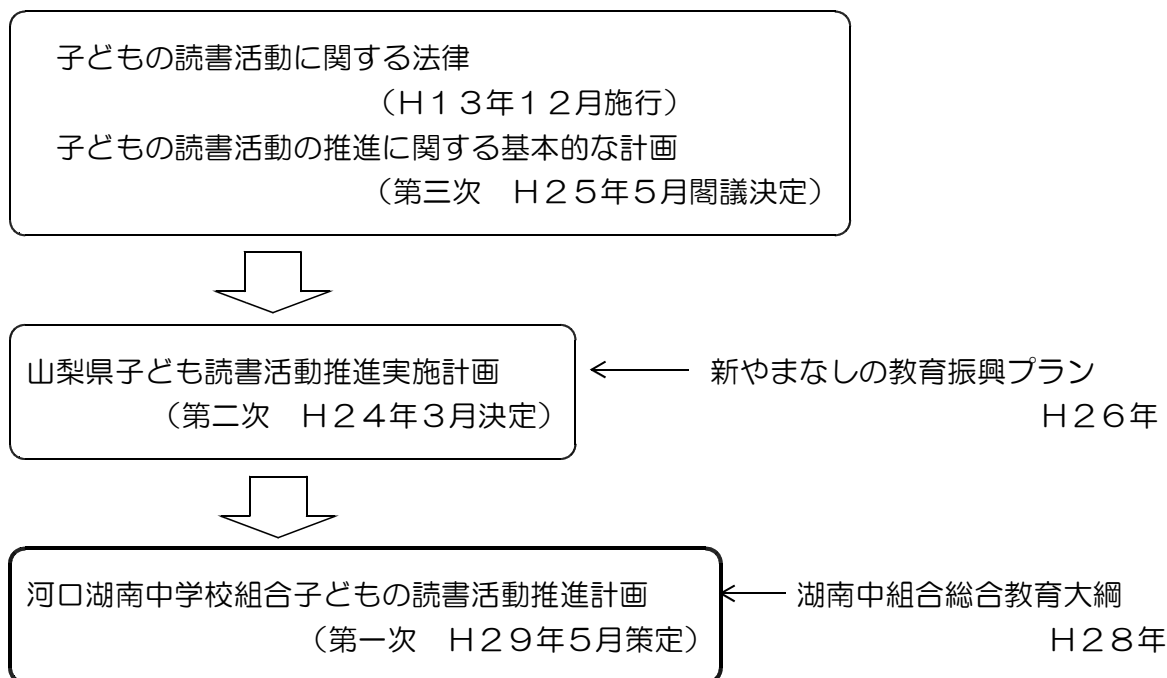 子どもの読書活動に関する法律
（Ｈ１３年１２月施行）
子どもの読書活動の推進に関する基本的な計画
（第三次　Ｈ２５年５月閣議決定）
山梨県子ども読書活動推進実施計画
（第二次　Ｈ２４年３月決定）
新やまなしの教育振興プラン
Ｈ２６年
河口湖南中学校組合子どもの読書活動推進計画
（第一次　Ｈ２９年５月策定）
湖南中組合総合教育大綱
Ｈ２８年